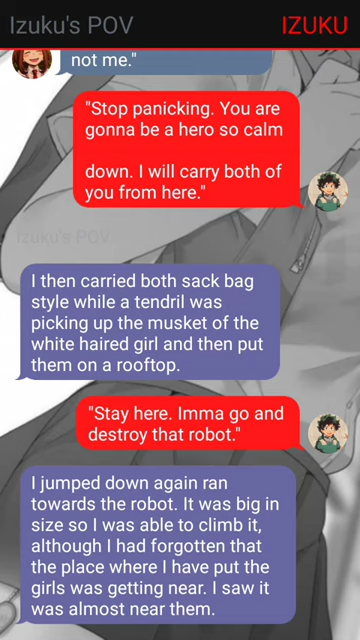 Izuku's POV
IZUKU
not me."
"Stop panicking. You are
gonna be a hero so calm
down. I will carry both of
you from here."
Izuku's POV
I then carried both sack bag
style while a tendril was
picking up the musket of the
white haired girl and then put
them on a rooftop.
"Stay here. Imma go and
destroy that robot."
I jumped down again ran
towards the robot. It was big in
size so I was able to climb it,
although I had forgotten that
the place where I have put the
girls was getting near. I saw it
was almost near them.